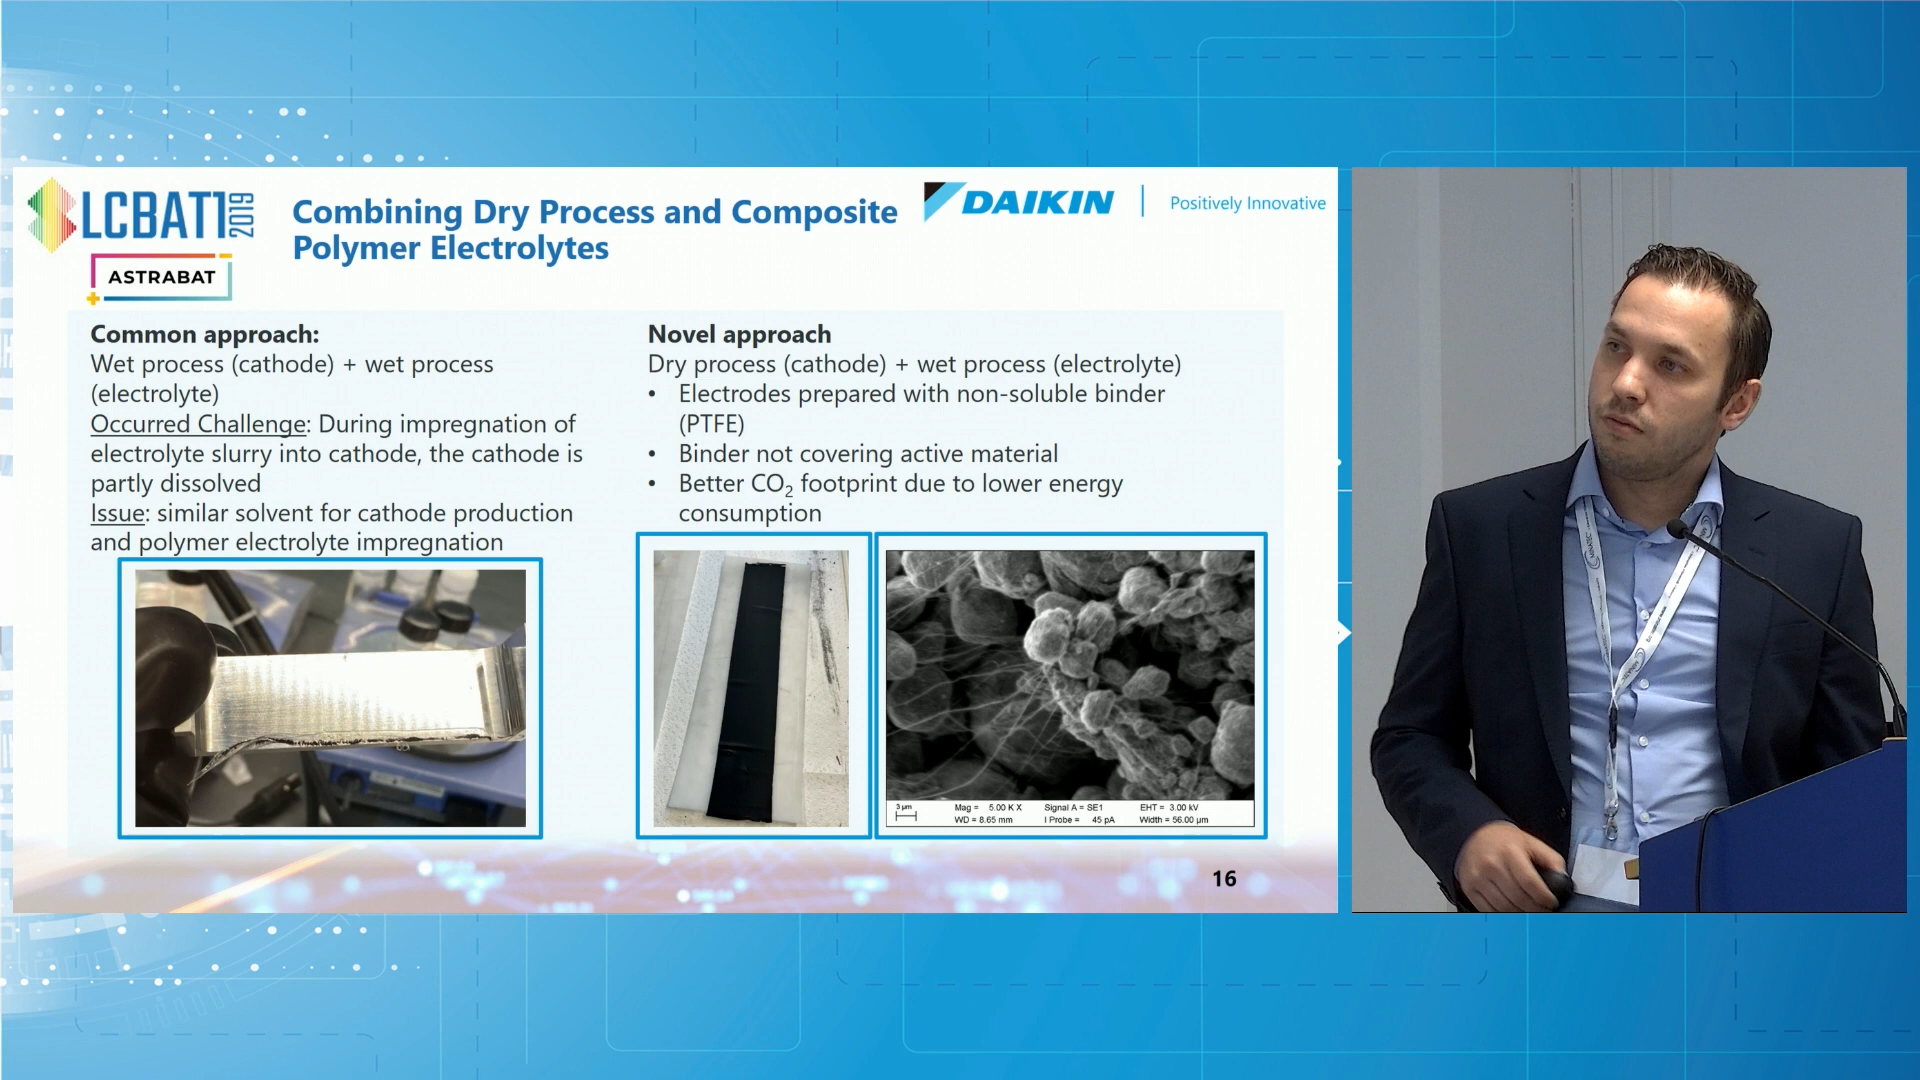 LCBAT1 2019
ASTRABAT
Combining Dry Process and Composite
Polymer Electrolytes
DAIKIN
Positively Innovative
Common approach:
Wet process (cathode) + wet process
(electrolyte)
Occurred Challenge: During impregnation of
electrolyte slurry into cathode, the cathode is
partly dissolved
Issue: similar solvent for cathode production
and polymer electrolyte impregnation
Novel approach
Dry process (cathode) + wet process (electrolyte)
• Electrodes prepared with non-soluble binder
(PTFE)
• Binder not covering active material
• Better CO₂ footprint due to lower energy
consumption
3 µm
Mag = 5.00 K X Signal A = SE1 EHT = 3.00 kV
WD = 8.65 mm I Probe = 45 pA Width = 56.00 µm
16
MINATEC